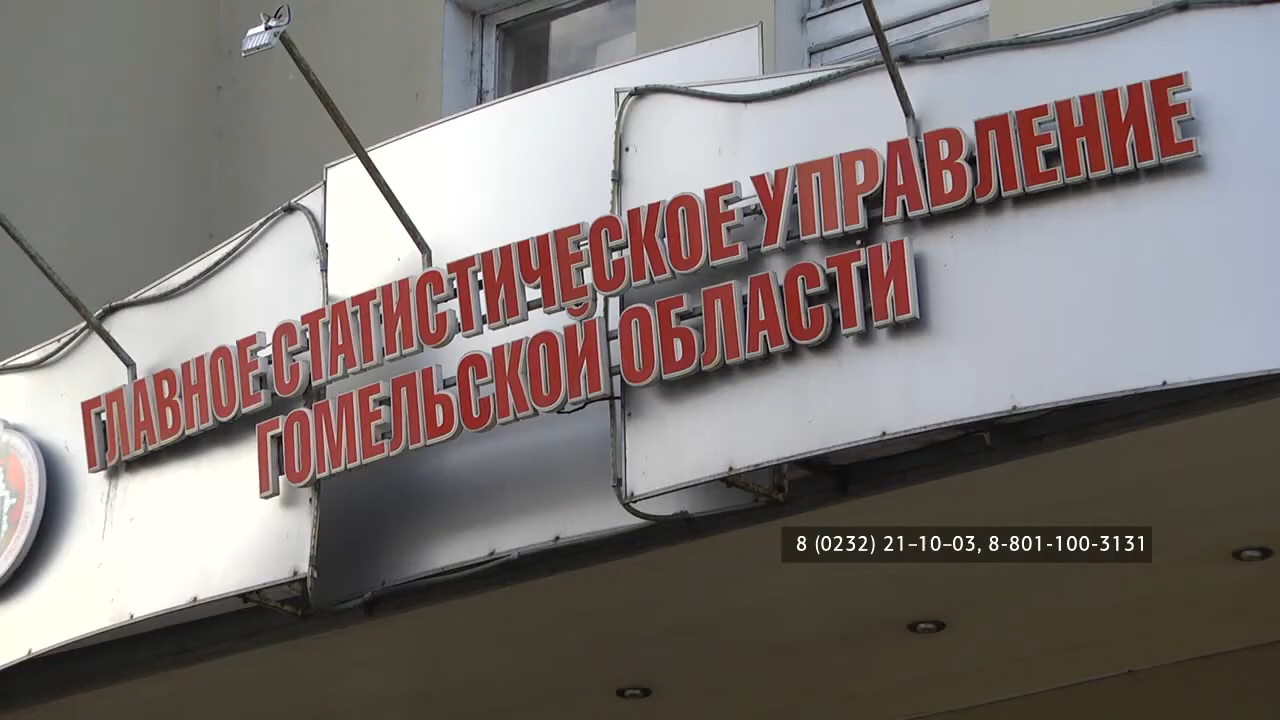 ГЛАВНОЕ СТАТИСТИЧЕСКОЕ УПРАВЛЕНИЕ
ГОМЕЛЬСКОЙ ОБЛАСТИ
8 (0232) 21–10–03, 8-801-100-3131